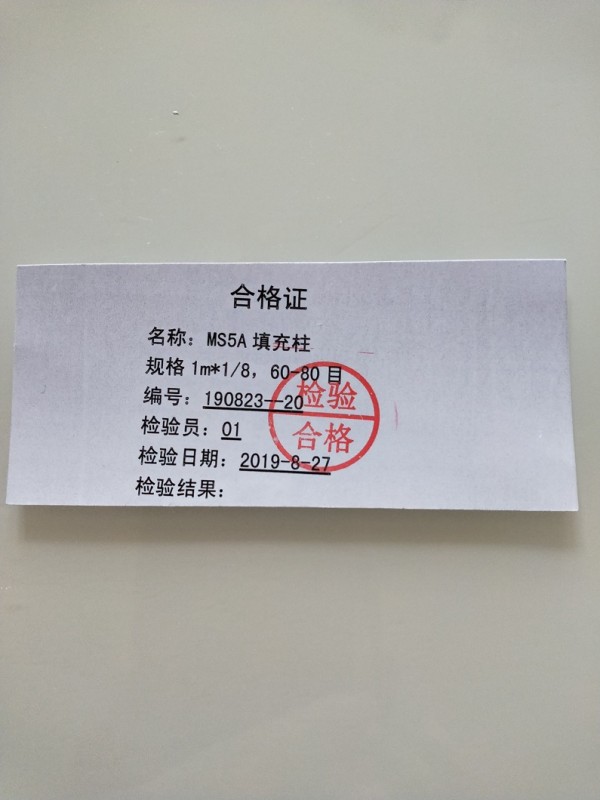 合格证
名称：MS5A 填充柱
规格 1m*1/8，60-80 目
编号：190823—20
检验员：01
检验日期：2019-8-27
检验结果：
检验
合格